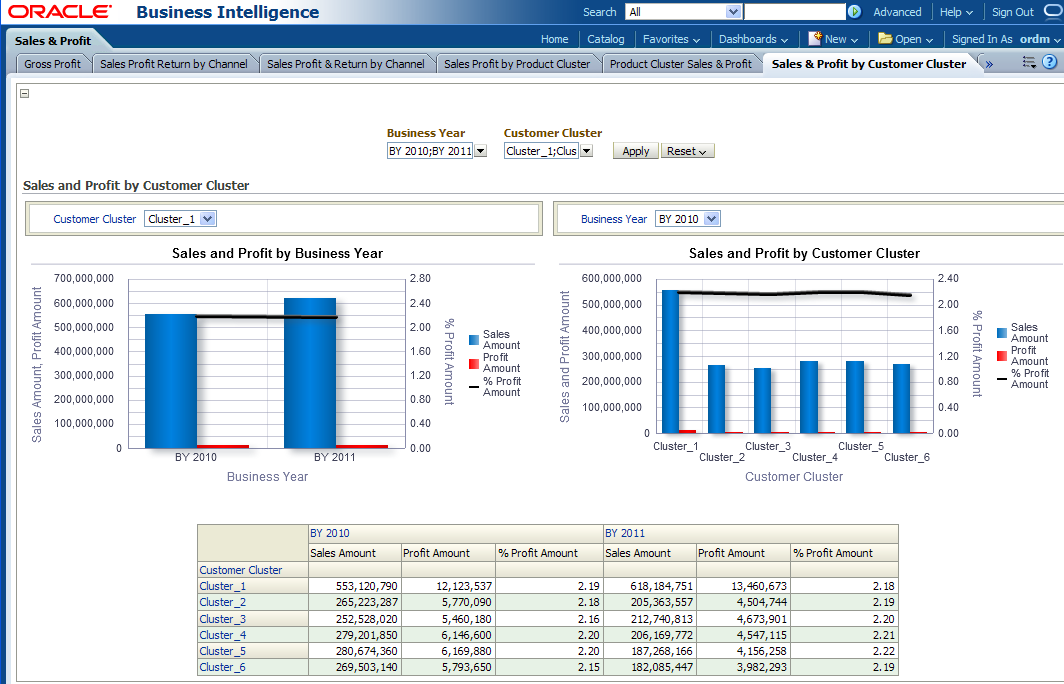 ORACLE Business Intelligence Search All Advanced Help Sign Out
Sales & Profit Home Catalog Favorites Dashboards New Open Signed In As ordm
Gross Profit Sales Profit Return by Channel Sales Profit & Return by Channel Sales Profit by Product Cluster Product Cluster Sales & Profit Sales & Profit by Customer Cluster » ?
Business Year Customer Cluster
BY 2010;BY 2011 Cluster_1;Clus Apply Reset
Sales and Profit by Customer Cluster
Customer Cluster Cluster_1 Business Year BY 2010
Sales and Profit by Business Year
700,000,000 2.80
600,000,000 2.40
500,000,000 2.00
400,000,000 1.60
300,000,000 1.20
200,000,000 0.80
100,000,000 0.40
0 0.00
Sales Amount, Profit Amount
% Profit Amount
Sales
Amount
Profit
Amount
% Profit
Amount
BY 2010 BY 2011
Business Year
Sales and Profit by Customer Cluster
600,000,000 2.40
500,000,000 2.00
400,000,000 1.60
300,000,000 1.20
200,000,000 0.80
100,000,000 0.40
0 0.00
Sales and Profit Amount
% Profit Amount
Sales
Amount
Profit
Amount
% Profit
Amount
Cluster_1 Cluster_3 Cluster_5
Cluster_2 Cluster_4 Cluster_6
Customer Cluster
BY 2010 BY 2011
Sales Amount Profit Amount % Profit Amount Sales Amount Profit Amount % Profit Amount
Customer Cluster
Cluster_1 553,120,790 12,123,537 2.19 618,184,751 13,460,673 2.18
Cluster_2 265,223,287 5,770,090 2.18 205,363,557 4,504,744 2.19
Cluster_3 252,528,020 5,460,180 2.16 212,740,813 4,673,901 2.20
Cluster_4 279,201,850 6,146,600 2.20 206,169,772 4,547,115 2.21
Cluster_5 280,674,360 6,169,880 2.20 187,268,166 4,156,258 2.22
Cluster_6 269,503,140 5,793,650 2.15 182,085,447 3,982,293 2.19